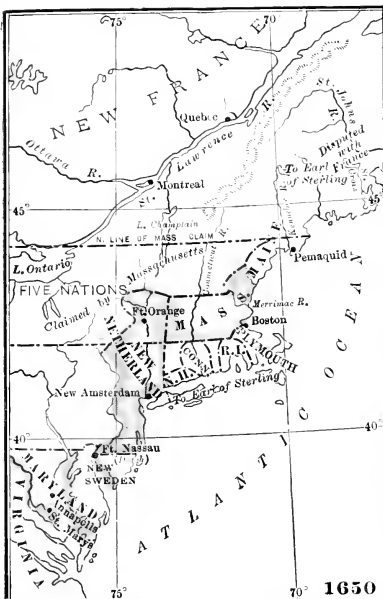 75°
70
NEW FRANCE
Quebec
St. Johns R.
Disputed with France
Ottawa R.
St. Lawrence R.
To Earl of Sterling
Montreal
45°
45°
L. Champlain
N. LINE OF MASS CLAIM
Connecticut R.
MAINE
Pemaquid
L. Ontario
Claimed by Massachusetts
FIVE NATIONS
Ft. Orange
MASS.
Merrimac R.
Boston
NEW NETHERLAND
N.H.
CON.
R.I.
PLYMOUTH
New Amsterdam
To Earl of Sterling
40°
40°
Ft. Nassau
NEW SWEDEN
MARYLAND
Annapolis
St. Marys
VIRGINIA
ATLANTIC OCEAN
75°
70°
1650